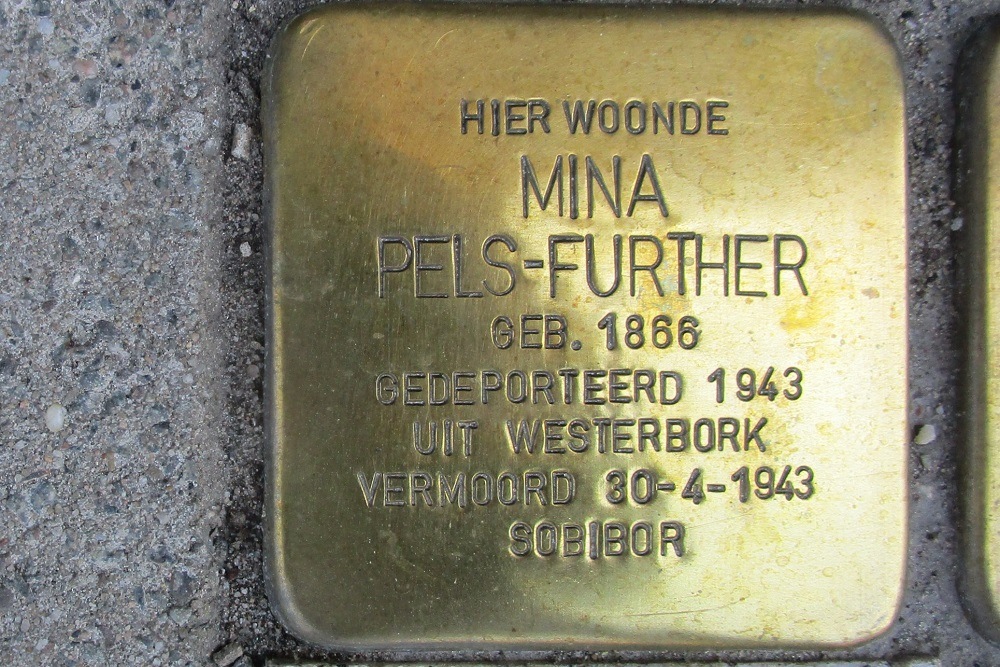 HIER WOONDE
MINA
PELS-FURTHER
GEB. 1866
GEDEPORTEERD 1943
UIT WESTERBORK
VERMOORD 30-4-1943
SOBIBOR